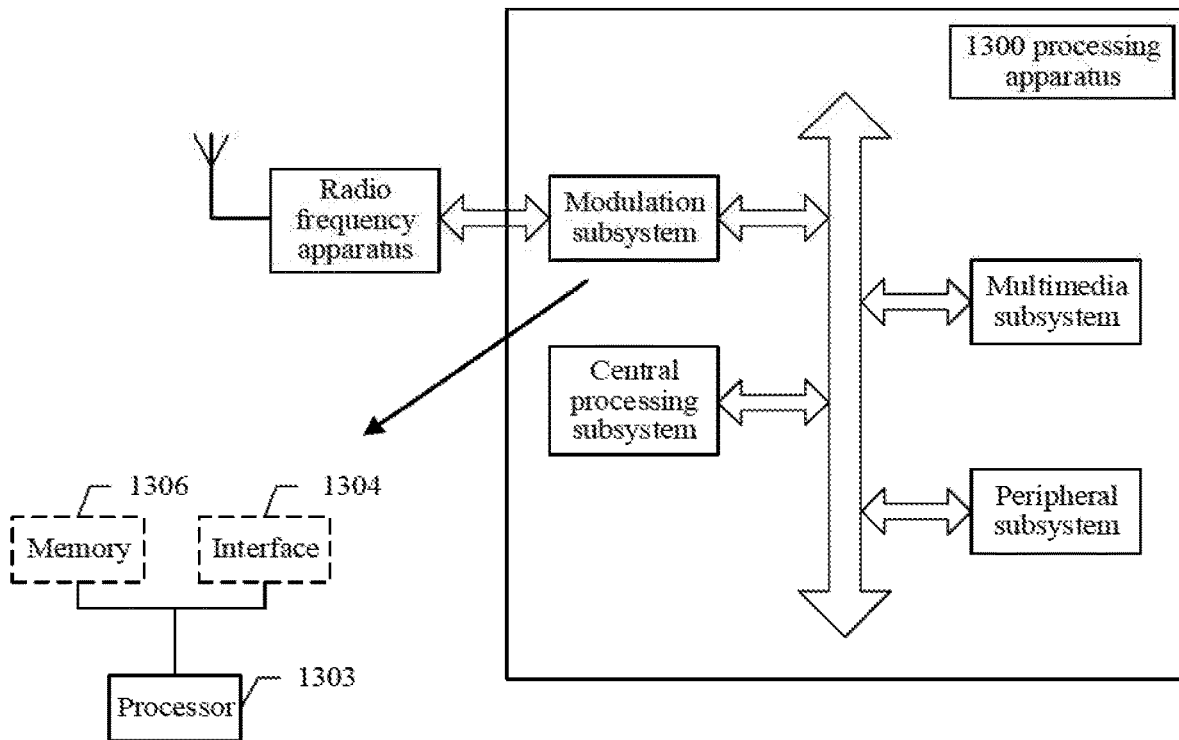 1300 processing
apparatus
Radio
frequency
apparatus
Modulation
subsystem
Multimedia
subsystem
Central
processing
subsystem
Peripheral
subsystem
1306
1304
Memory
Interface
1303
Processor